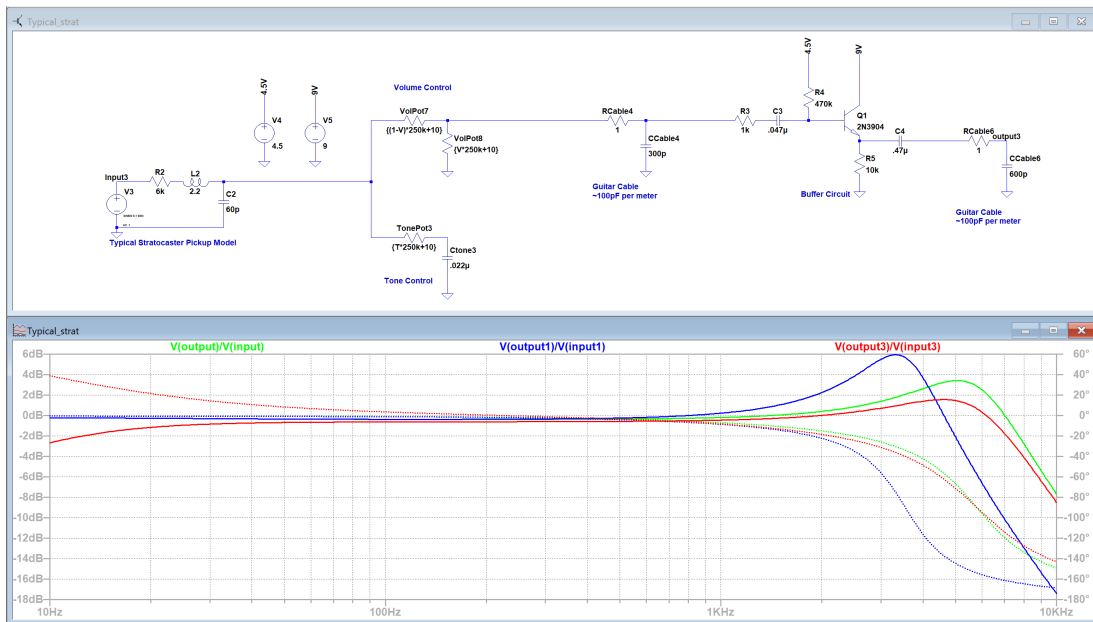 Typical_strat
4.5V
9V
4.5V
9V
Volume Control
VolPot7
{(1-V)*250k+10}
VolPot8
{V*250k+10}
V4
4.5
V5
9
RCable4
1
CCable4
300p
R3
1k
C3
.047µ
R4
470k
Q1
2N3904
C4
.47µ
RCable6
1
output3
CCable6
600p
R5
10k
Input3
V3
R2
6k
L2
2.2
C2
60p
Typical Stratocaster Pickup Model
Guitar Cable
~100pF per meter
Buffer Circuit
Guitar Cable
~100pF per meter
TonePot3
{T*250k+10}
Ctone3
.022µ
Tone Control
Typical_strat
V(output)/V(input)
V(output1)/V(input1)
V(output3)/V(input3)
6dB
4dB
2dB
0dB
-2dB
-4dB
-6dB
-8dB
-10dB
-12dB
-14dB
-16dB
-18dB
60°
40°
20°
0°
-20°
-40°
-60°
-80°
-100°
-120°
-140°
-160°
-180°
10Hz
100Hz
1KHz
10KHz